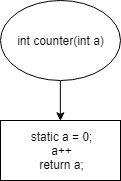 int counter(int a)
static a = 0;
a++
return a;